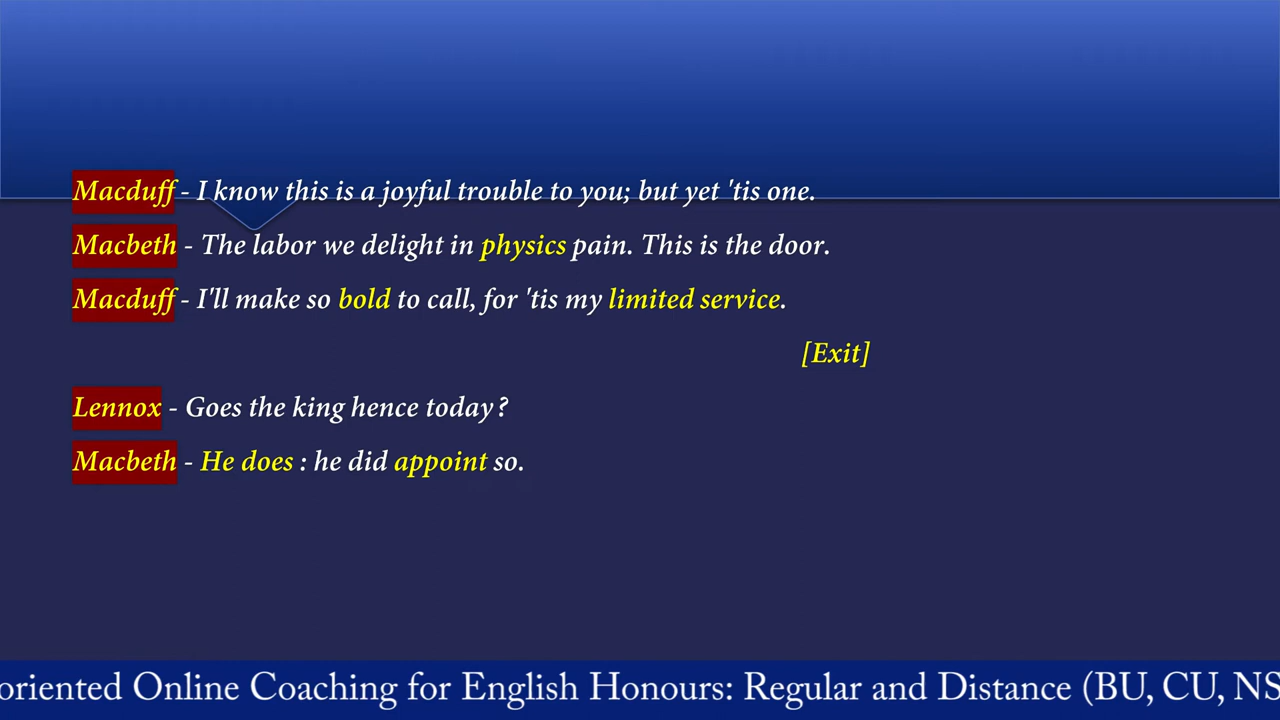 Macduff - I know this is a joyful trouble to you; but yet 'tis one.
Macbeth - The labor we delight in physics pain. This is the door.
Macduff - I'll make so bold to call, for 'tis my limited service.
[Exit]
Lennox - Goes the king hence today?
Macbeth - He does : he did appoint so.
oriented Online Coaching for English Honours: Regular and Distance (BU, CU, NS